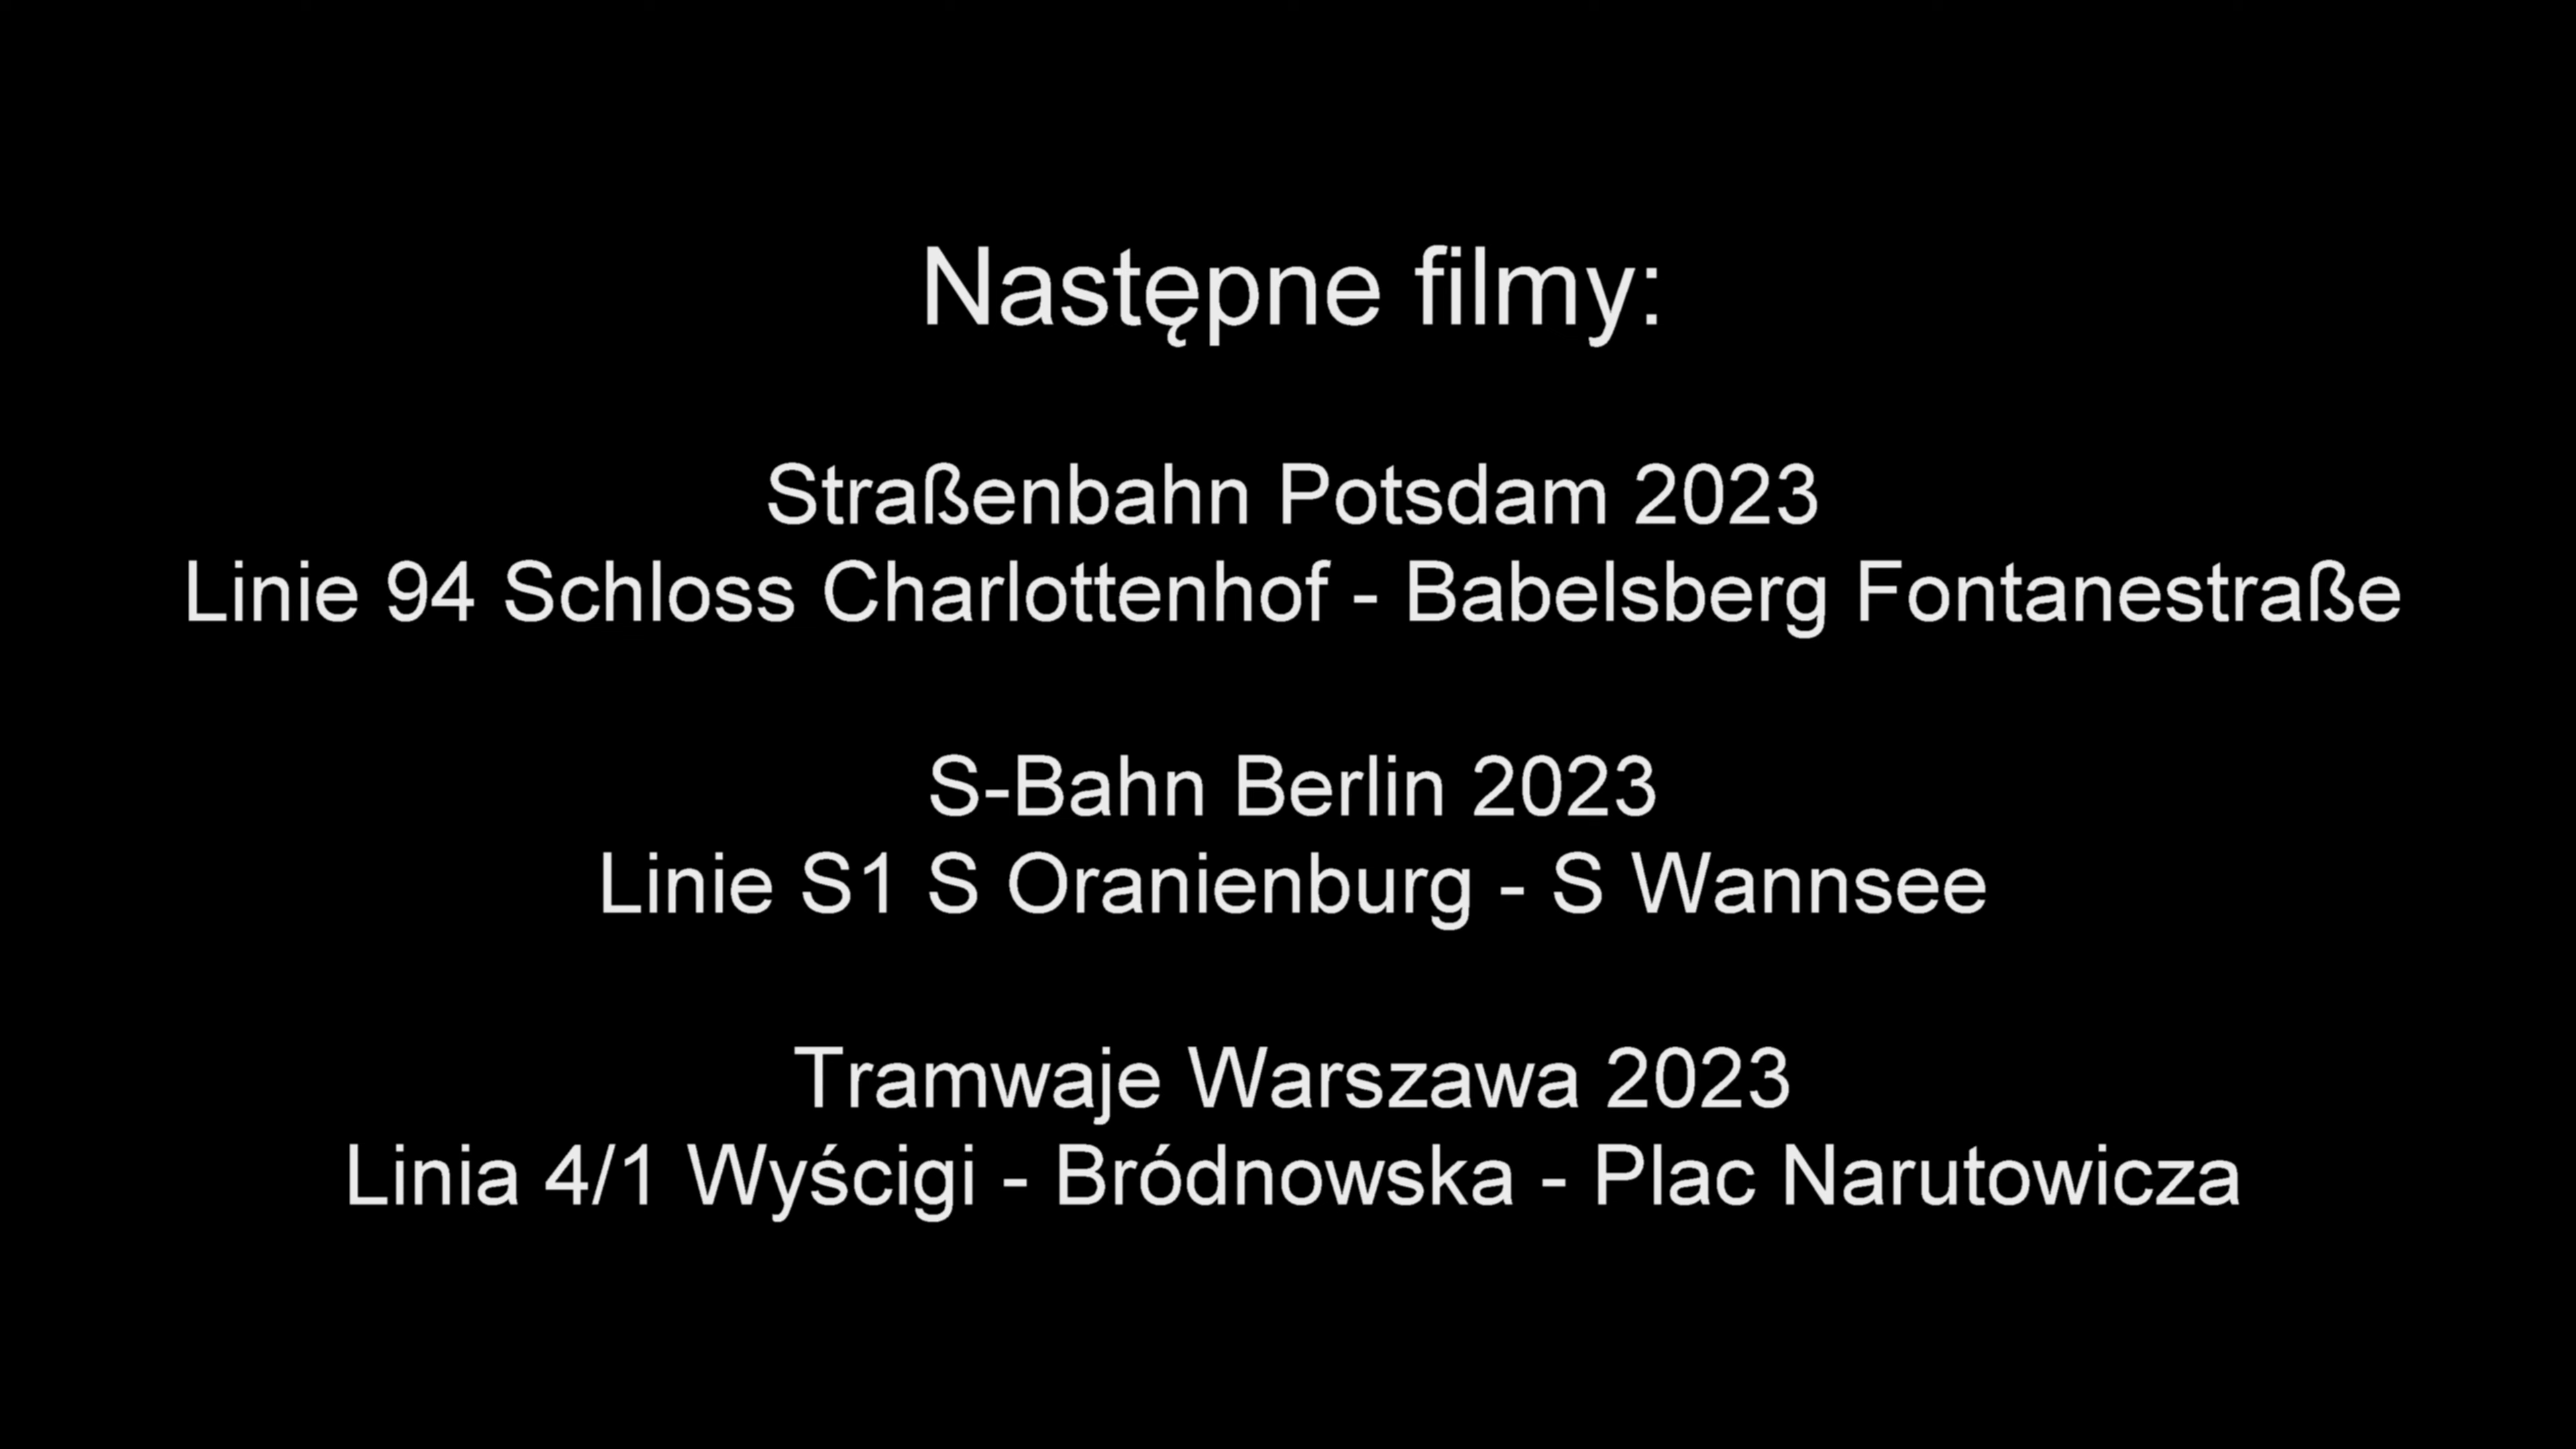 Następne filmy:
Straßenbahn Potsdam 2023
Linie 94 Schloss Charlottenhof - Babelsberg Fontanestraße
S-Bahn Berlin 2023
Linie S1 S Oranienburg - S Wannsee
Tramwaje Warszawa 2023
Linia 4/1 Wyścigi - Bródnowska - Plac Narutowicza